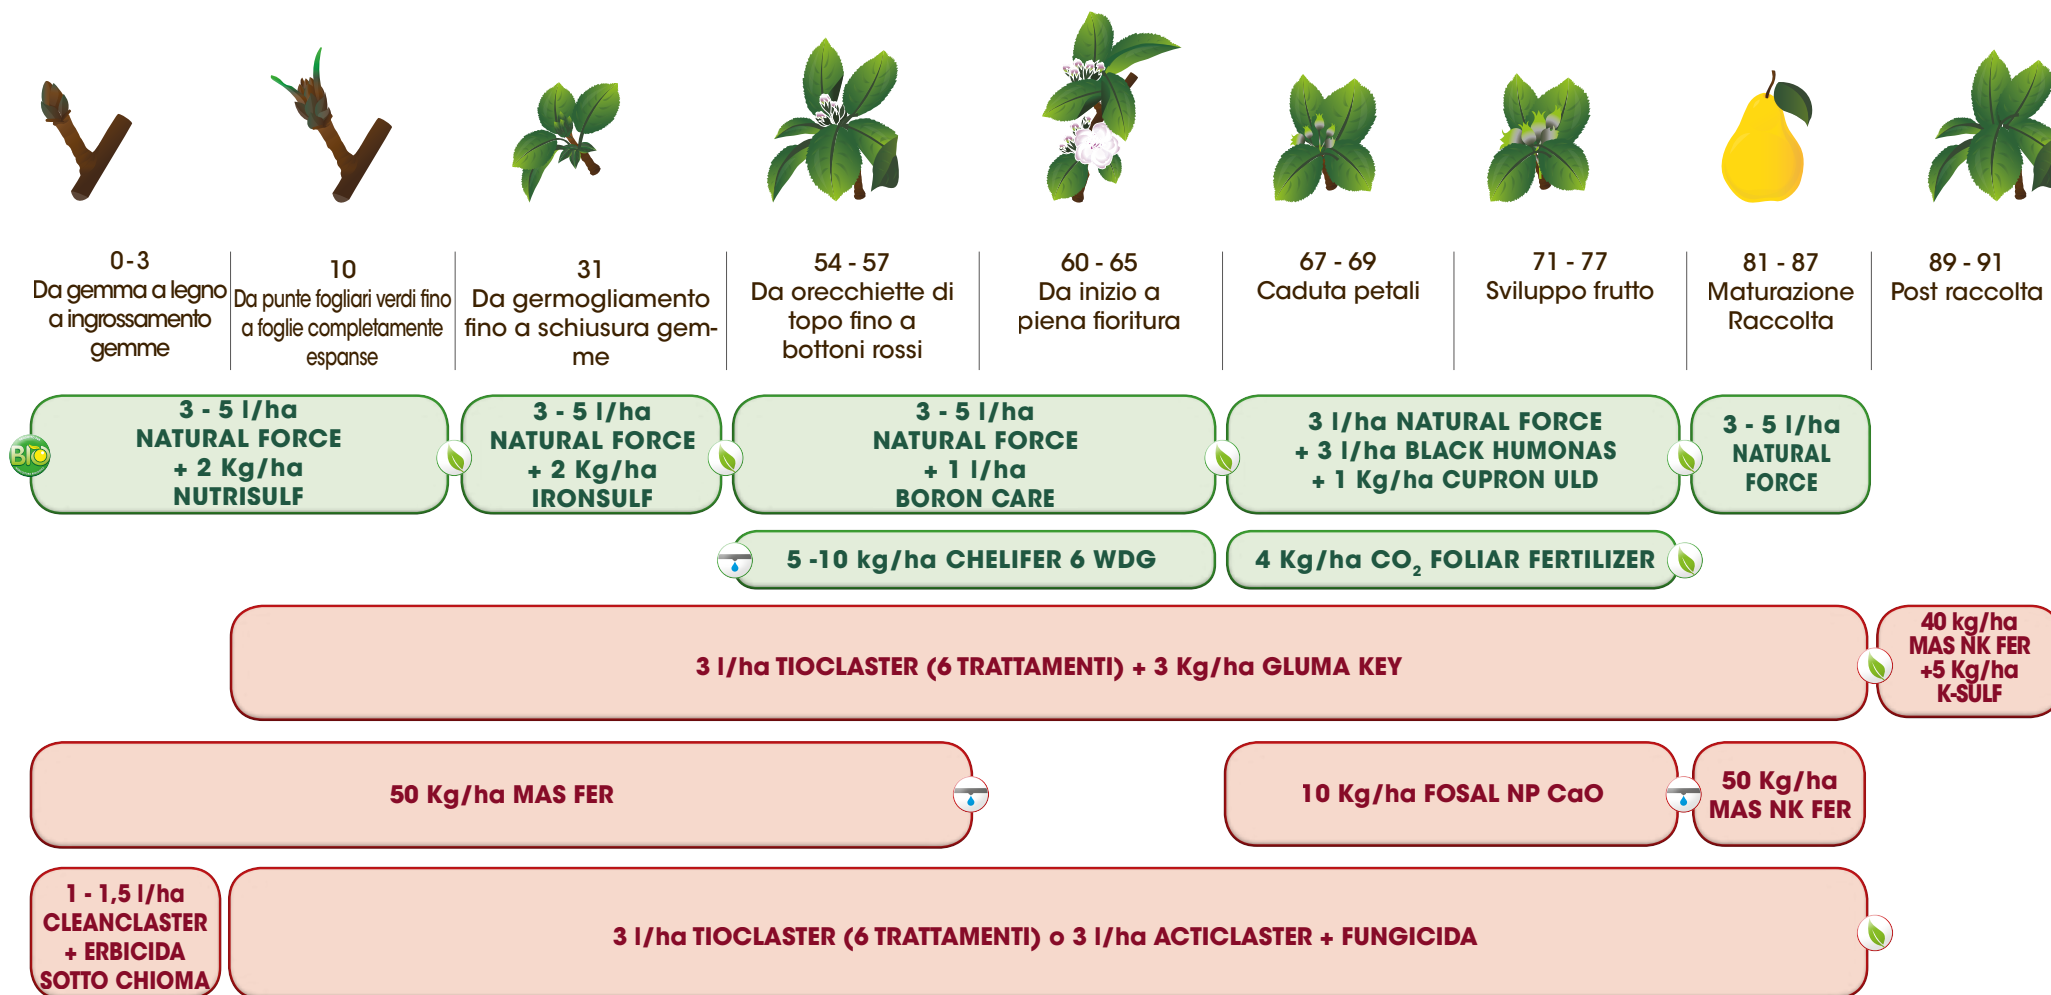 0-3
Da gemma a legno
a ingrossamento
gemme
10
Da punte fogliari verdi fino
a foglie completamente
espanse
31
Da germogliamento
fino a schiusura gem-
me
54 - 57
Da orecchiette di
topo fino a
bottoni rossi
60 - 65
Da inizio a
piena fioritura
67 - 69
Caduta petali
71 - 77
Sviluppo frutto
81 - 87
Maturazione
Raccolta
89 - 91
Post raccolta
BIO
3 - 5 l/ha
NATURAL FORCE
+ 2 Kg/ha
NUTRISULF
3 - 5 l/ha
NATURAL FORCE
+ 2 Kg/ha
IRONSULF
3 - 5 l/ha
NATURAL FORCE
+ 1 l/ha
BORON CARE
3 l/ha NATURAL FORCE
+ 3 l/ha BLACK HUMONAS
+ 1 Kg/ha CUPRON ULD
3 - 5 l/ha
NATURAL
FORCE
5 -10 kg/ha CHELIFER 6 WDG
4 Kg/ha CO₂ FOLIAR FERTILIZER
3 l/ha TIOCLASTER (6 TRATTAMENTI) + 3 Kg/ha GLUMA KEY
40 kg/ha
MAS NK FER
+5 Kg/ha
K-SULF
50 Kg/ha MAS FER
10 Kg/ha FOSAL NP CaO
50 Kg/ha
MAS NK FER
1 - 1,5 l/ha
CLEANCLASTER
+ ERBICIDA
SOTTO CHIOMA
3 l/ha TIOCLASTER (6 TRATTAMENTI) o 3 l/ha ACTICLASTER + FUNGICIDA